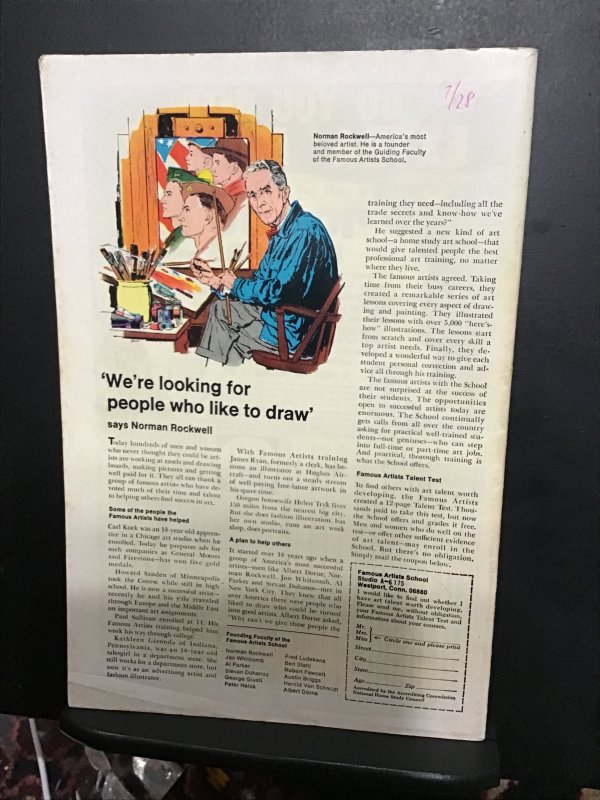 7/28
Norman Rockwell—America's most
beloved artist. He is a founder
and member of the Guiding Faculty
of the Famous Artists School.
'We're looking for
people who like to draw'
says Norman Rockwell
Today hundreds of men and women
who never thought they could be art-
ists are working at easels and drawing
boards, making pictures and getting
well paid for it. They all can thank a
group of famous artists who have de-
voted much of their time and talent
to helping others find success in art.
Some of the people the
Famous Artists have helped
Carl Kock was an 18-year-old appren-
tice in a Chicago art studio when he
enrolled. Today he prepares ads for
such companies as General Motors
and Firestone—has won five gold
medals.
Howard Sanden of Minneapolis
took the Course while still in high
school. He is now a successful artist—
recently he and his wife traveled
through Europe and the Middle East
on important art assignments.
Paul Sullivan enrolled at 14. His
Famous Artists training helped him
work his way through college.
Kathleen Gironda of Indiana,
Pennsylvania, was an 18-year-old
salesgirl in a department store. She
still works for a department store, but
now it's as an advertising artist and
fashion illustrator.
With Famous Artists training
James Ryan, formerly a clerk, has be-
come an illustrator at Hughes Air-
craft—and turns out a steady stream
of well-paying free-lance artwork in
his spare time.
Oregon housewife Helen Tryk lives
150 miles from the nearest big city.
But she does fashion illustration, has
her own studio, runs an art work
shop, does portraits.
A plan to help others
It started over 18 years ago when a
group of America's most successful
artists—men like Albert Dorne, Nor-
man Rockwell, Jon Whitcomb, Al
Parker and Stevan Dohanos—met in
New York City. They knew that all
over America there were people who
liked to draw who could be turned
into good artists. Albert Dorne asked,
"Why can't we give these people the
Founding Faculty of the
Famous Artists School
Norman Rockwell
Jon Whitcomb
Al Parker
Stevan Dohanos
George Giusti
Peter Helck
Fred Ludekens
Ben Stahl
Robert Fawcett
Austin Briggs
Harold Von Schmidt
Albert Dorne
training they need—including all the
trade secrets and know-how we've
learned over the years?"
He suggested a new kind of art
school—a home study art school—that
would give talented people the best
professional art training, no matter
where they live.
The famous artists agreed. Taking
time from their busy careers, they
created a remarkable series of art
lessons covering every aspect of draw-
ing and painting. They illustrated
their lessons with over 5,000 "here's-
how" illustrations. The lessons start
from scratch and cover every skill a
top artist needs. Finally, they de-
veloped a wonderful way to give each
student personal correction and ad-
vice all through his training.
The famous artists with the School
are not surprised at the success of
their students. The opportunities
open to successful artists today are
enormous. The School continually
gets calls from all over the country
asking for practical well-trained stu-
dents—not geniuses—who can step
into full-time or part-time art jobs.
And practical, thorough training is
what the School offers.
Famous Artists Talent Test
To find others with art talent worth
developing, the Famous Artists
created a 12-page Talent Test. Thou-
sands paid to take this test, but now
the School offers and grades it free.
Men and women who do well on the
test—or offer other sufficient evidence
of art talent—may enroll in the
School. But there's no obligation.
Simply mail the coupon below.
Famous Artists School
Studio
Westport, Conn. 06880
I would like to find out whether I
have art talent worth developing.
Please send me, without obligation,
your Famous Artists Talent Test and
information about your courses.
Mr.
Mrs. Circle one and please print
Miss
Street
City
State
Age Zip
Accredited by the Accrediting Commission
National Home Study Council